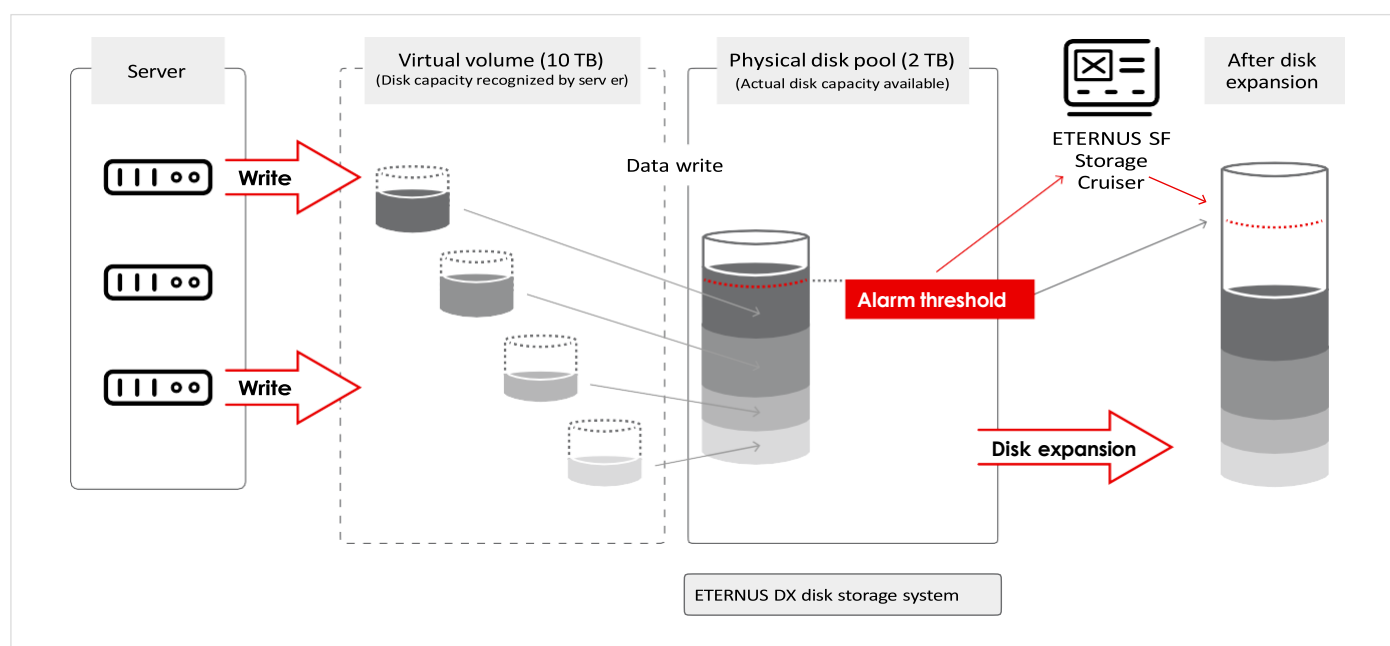 Server
Virtual volume (10 TB)
(Disk capacity recognized by serv er)
Physical disk pool (2 TB)
(Actual disk capacity available)
After disk
expansion
ETERNUS SF
Storage
Cruiser
Data write
Write
Alarm threshold
Write
Disk expansion
ETERNUS DX disk storage system